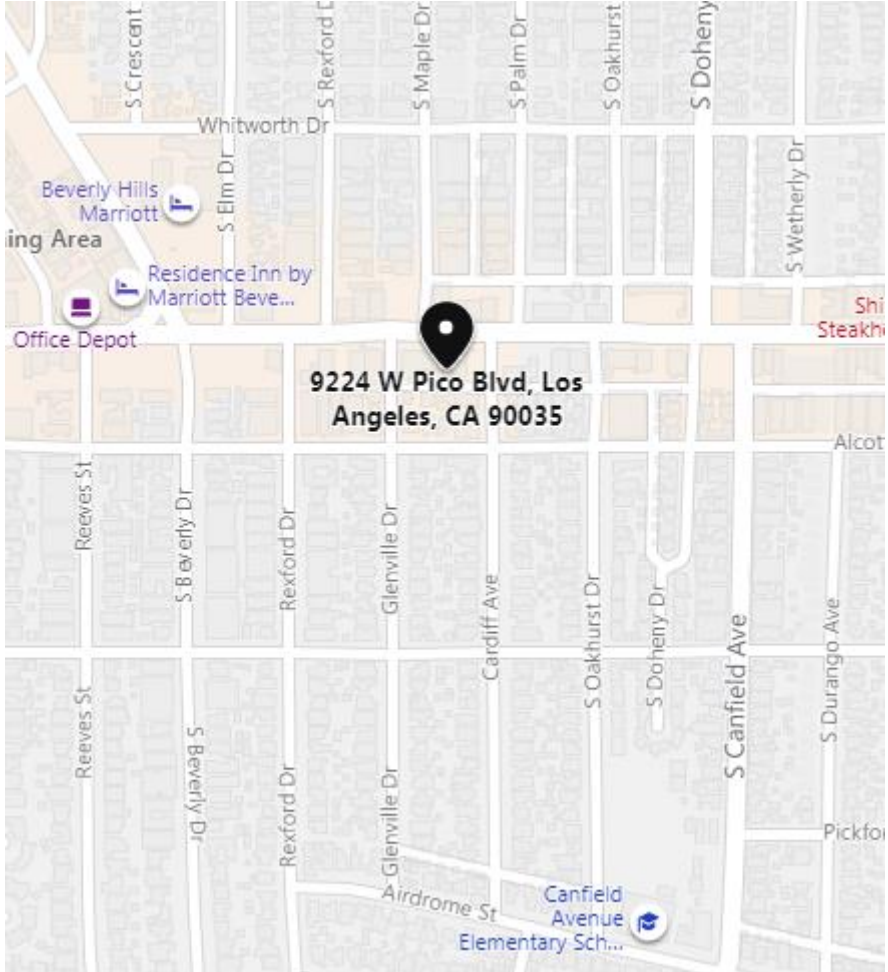 S Crescent
S Rexford D
S Maple Dr
S Palm Dr
S Oakhurst
S Doheny
Whitworth Dr
S Elm Dr
S Wetherly Dr
Beverly Hills
Marriott
ing Area
Residence Inn by
Marriott Beve...
Office Depot
Shi
Steakho
9224 W Pico Blvd, Los
Angeles, CA 90035
Alcot
Reeves St
S Beverly Dr
Rexford Dr
Glenville Dr
Cardiff Ave
S Oakhurst Dr
S Doheny Dr
S Canfield Ave
S Durango Ave
Reeves St
S Beverly Dr
Rexford Dr
Glenville Dr
Pickfor
Airdrome St
Canfield
Avenue
Elementary Sch...